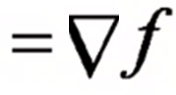 = ∇f